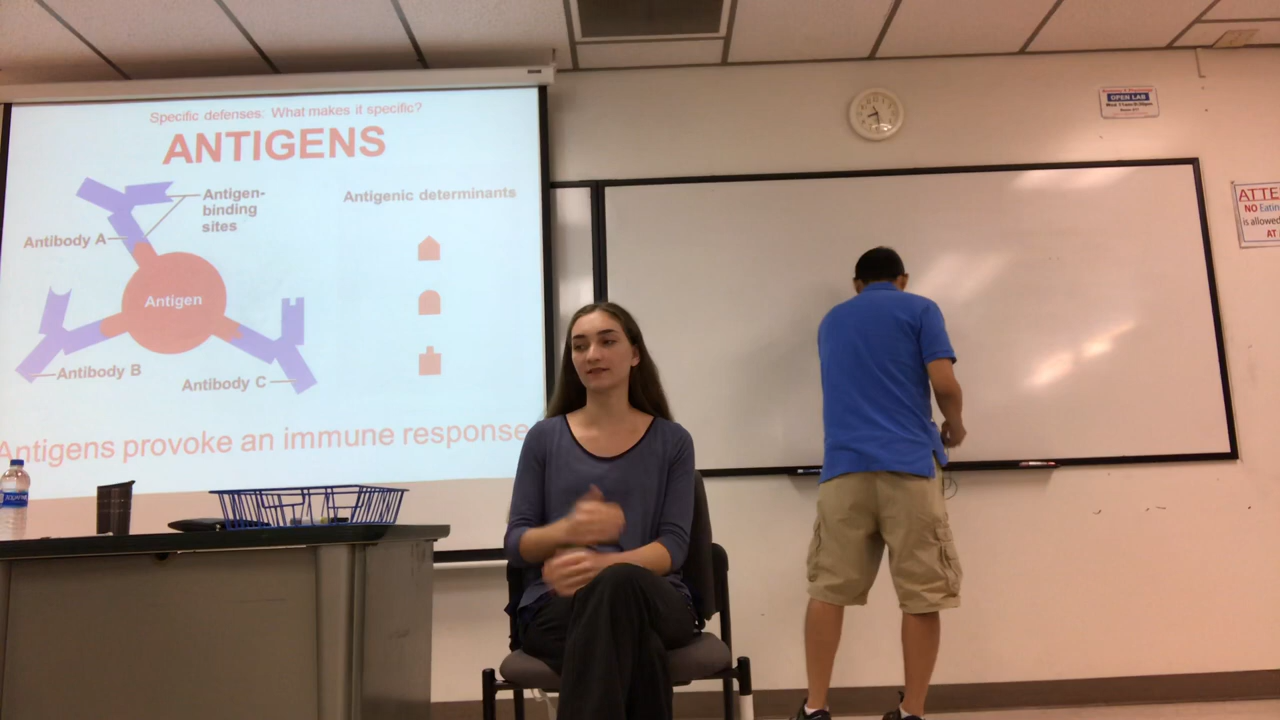 Specific defenses: What makes it specific?
ANTIGENS
Antigen-
binding
sites
Antigenic determinants
Antibody A
Antigen
Antibody B
Antibody C
Antigens provoke an immune response
OPEN LAB
ATTE
NO Eatin
is allowed
AT